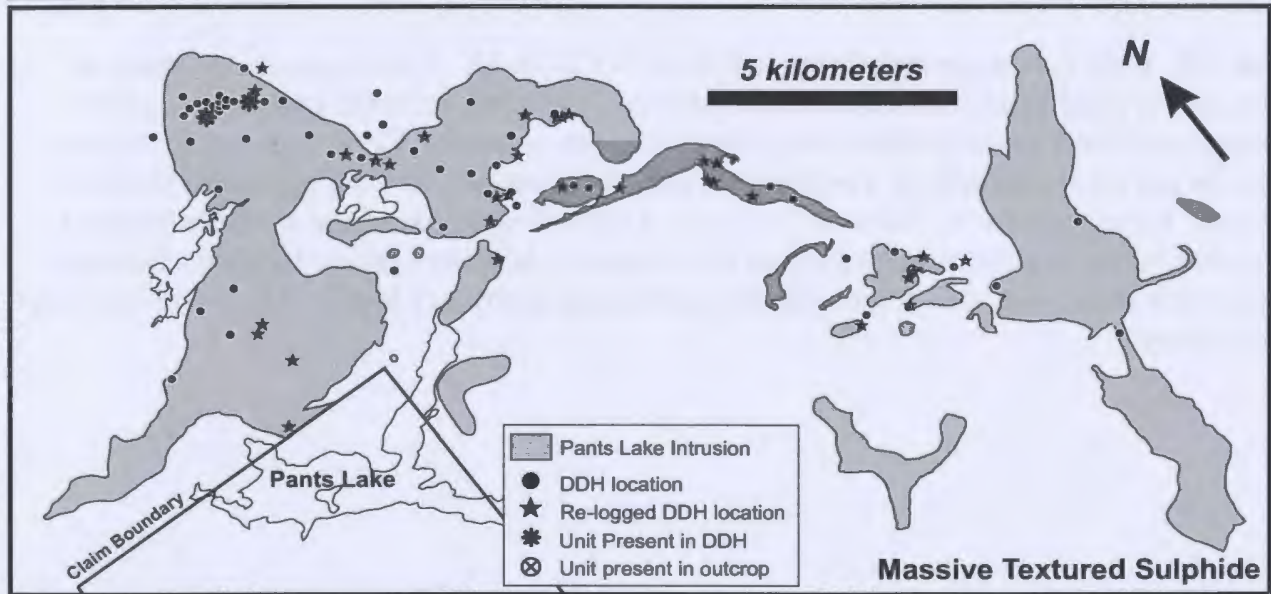 5 kilometers
N
Pants Lake
Claim Boundary
Pants Lake Intrusion
DDH location
Re-logged DDH location
Unit Present in DDH
Unit present in outcrop
Massive Textured Sulphide